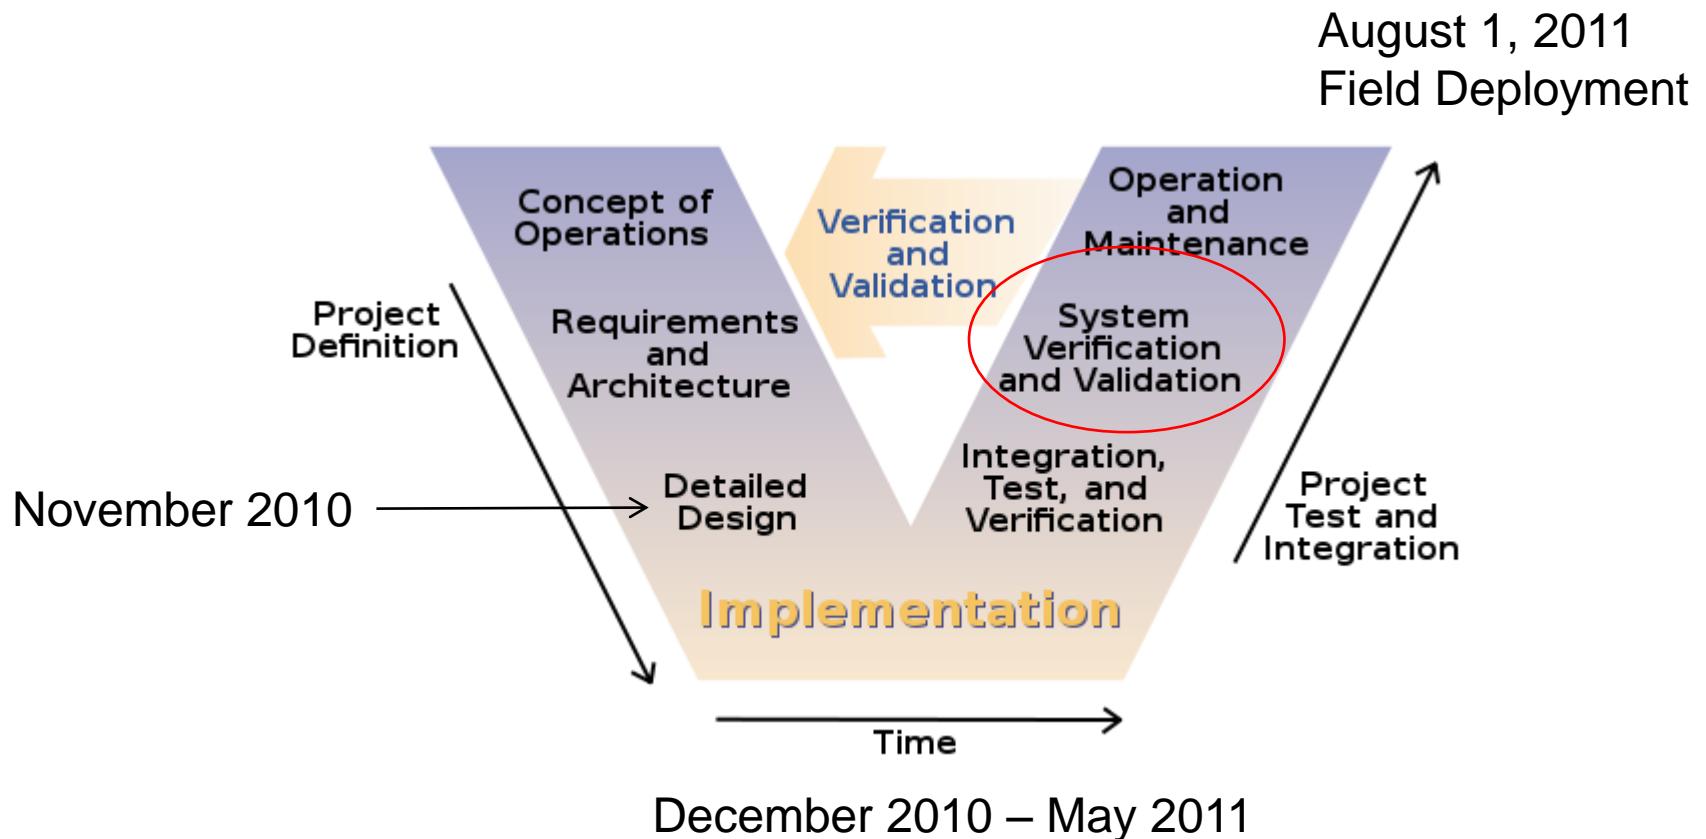 August 1, 2011
Field Deployment
Concept of
Operations
Verification
and
Validation
Operation
and
Maintenance
Project
Definition
Requirements
and
Architecture
System
Verification
and Validation
November 2010
Detailed
Design
Integration,
Test, and
Verification
Project
Test and
Integration
Implementation
Time
December 2010 – May 2011